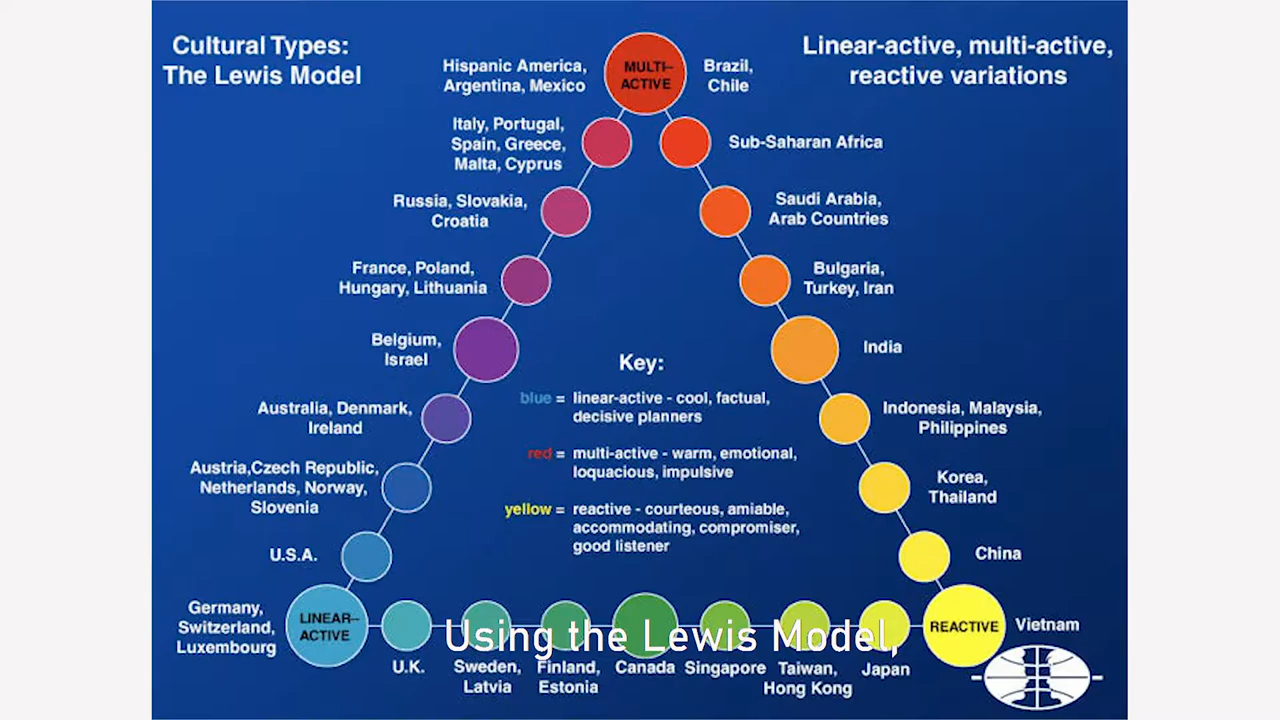 Cultural Types:
The Lewis Model
Linear-active, multi-active,
reactive variations
Hispanic America,
Argentina, Mexico
MULTI–
ACTIVE
Brazil,
Chile
Italy, Portugal,
Spain, Greece,
Malta, Cyprus
Sub-Saharan Africa
Russia, Slovakia,
Croatia
Saudi Arabia,
Arab Countries
France, Poland,
Hungary, Lithuania
Bulgaria,
Turkey, Iran
Belgium,
Israel
India
Key:
blue = linear-active - cool, factual,
decisive planners
red = multi-active - warm, emotional,
loquacious, impulsive
yellow = reactive - courteous, amiable,
accommodating, compromiser,
good listener
Australia, Denmark,
Ireland
Indonesia, Malaysia,
Philippines
Austria,Czech Republic,
Netherlands, Norway,
Slovenia
Korea,
Thailand
U.S.A.
China
Germany,
Switzerland,
Luxembourg
LINEAR–
ACTIVE
REACTIVE
Vietnam
Using the Lewis Model,
U.K.
Sweden,
Latvia
Finland,
Estonia
Canada
Singapore
Taiwan,
Hong Kong
Japan